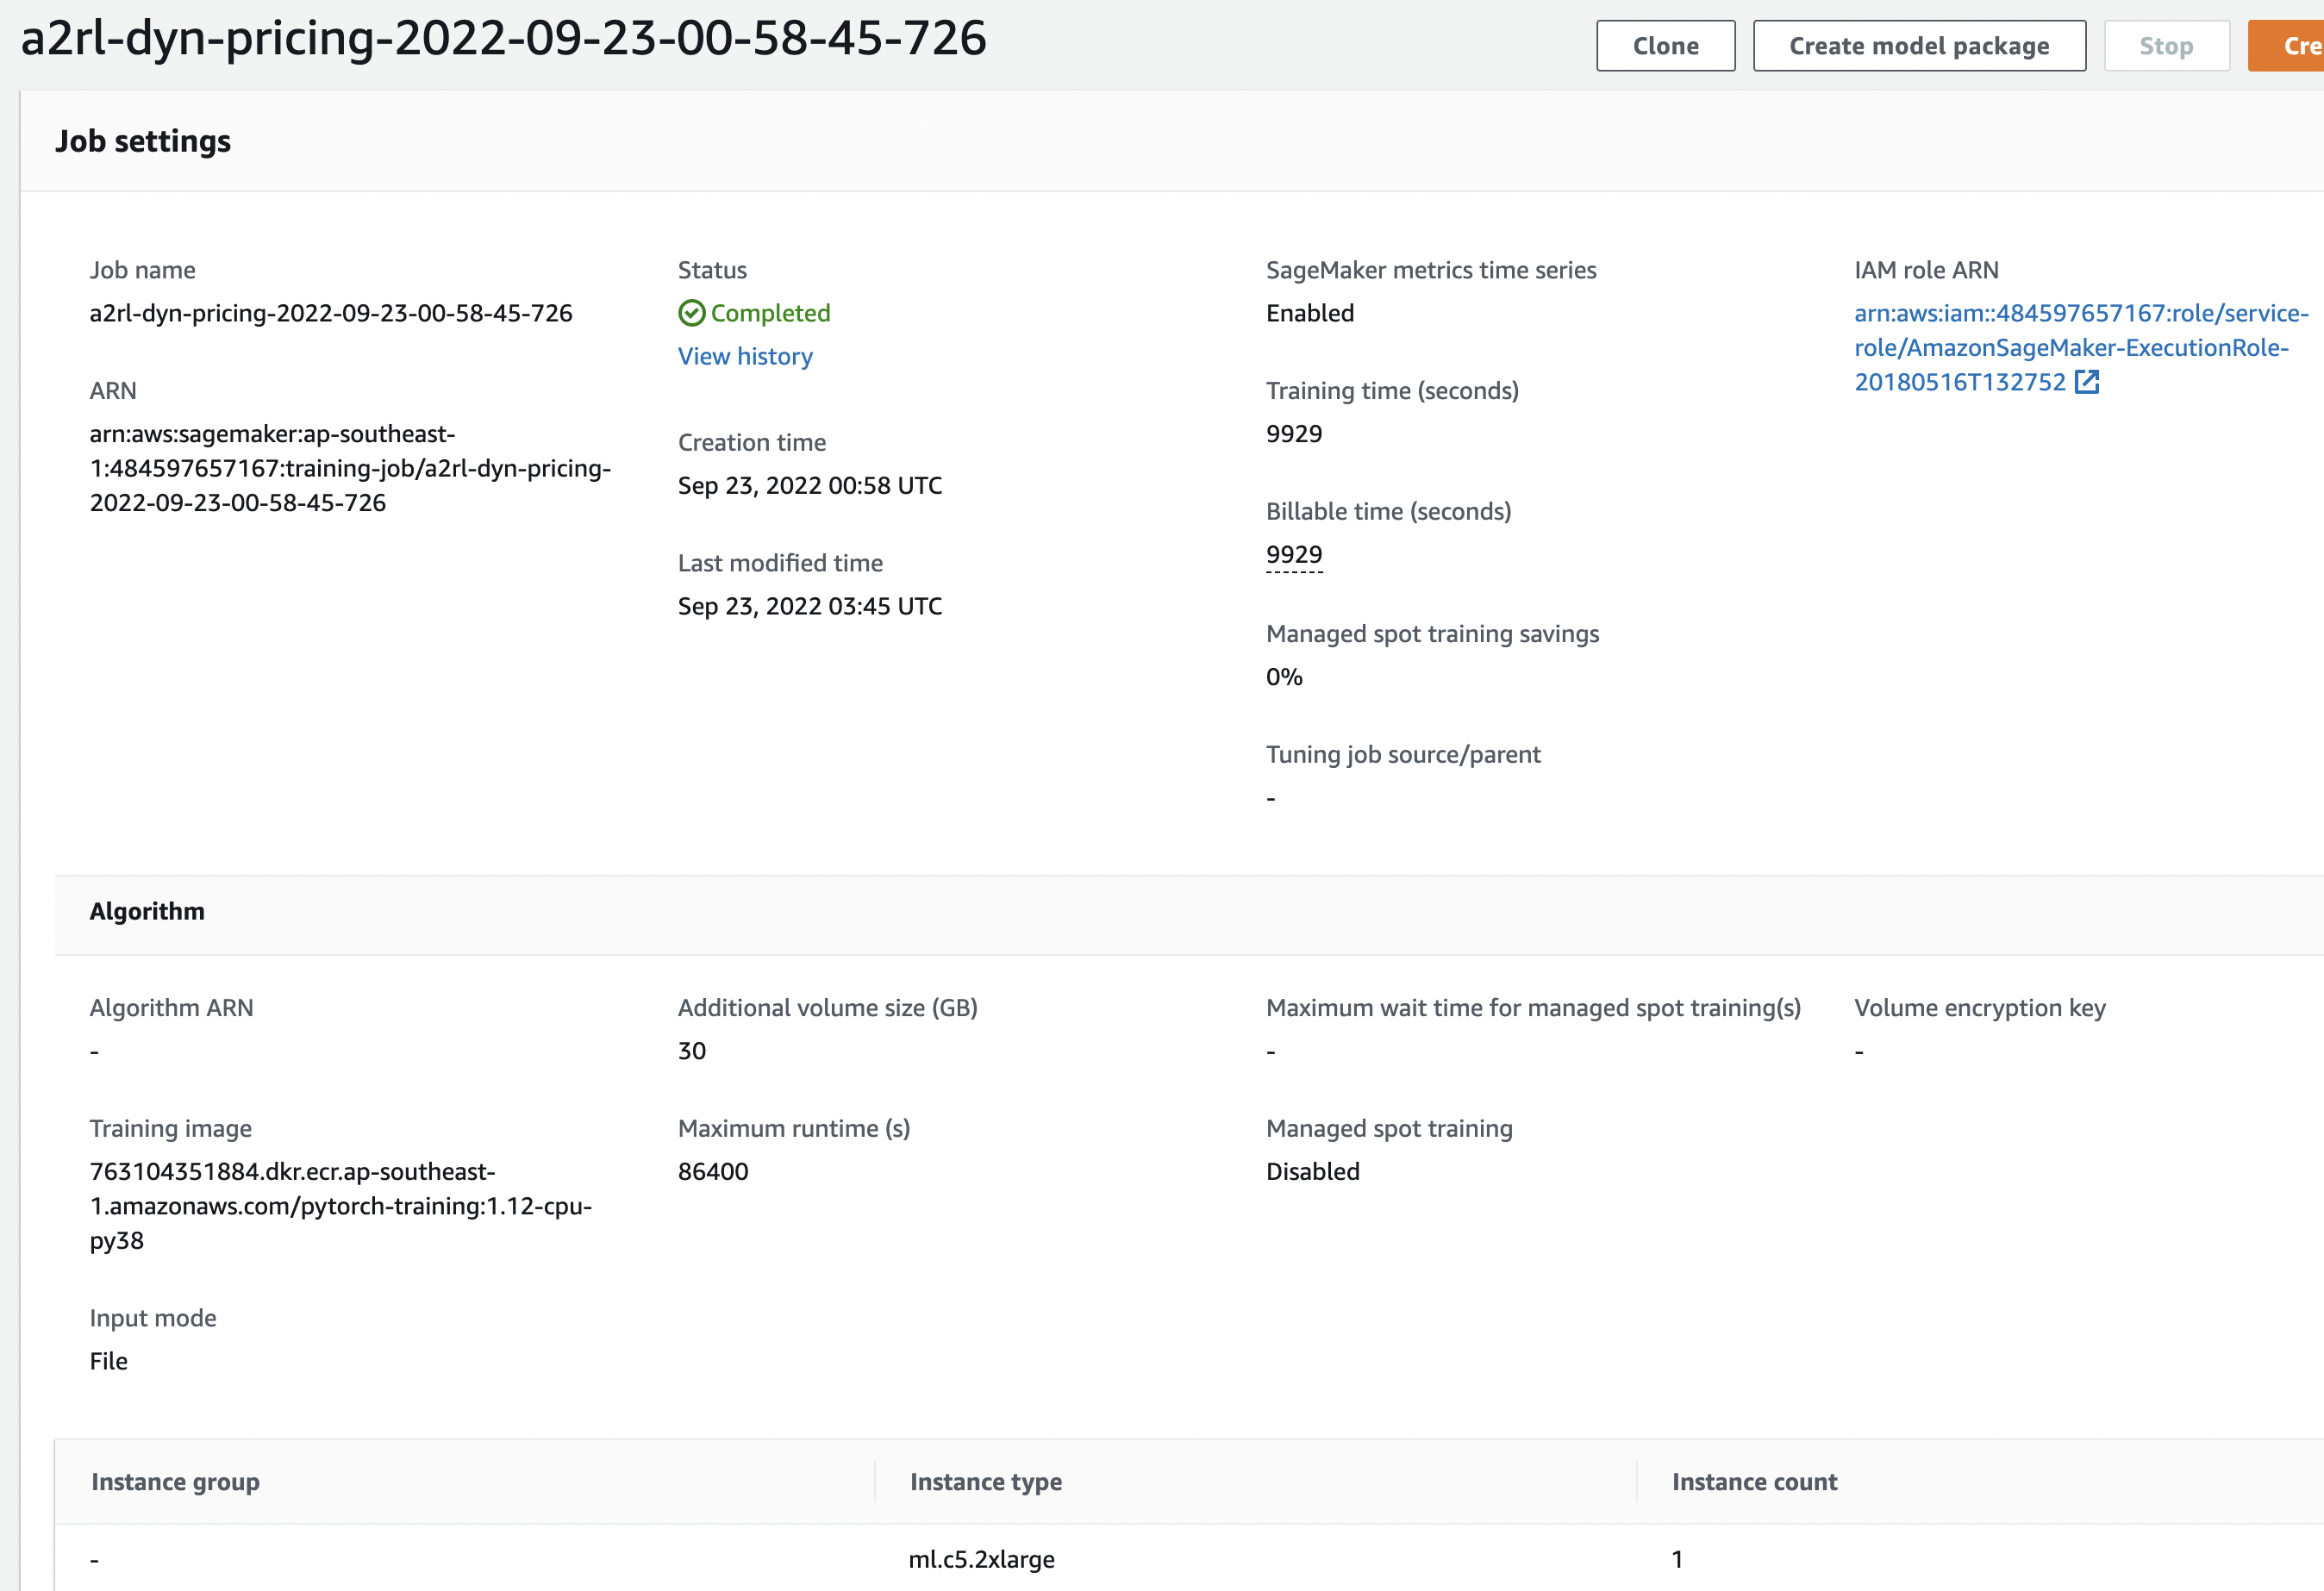 a2rl-dyn-pricing-2022-09-23-00-58-45-726
Clone
Create model package
Stop
Cre
Job settings
Job name
a2rl-dyn-pricing-2022-09-23-00-58-45-726
ARN
arn:aws:sagemaker:ap-southeast-
1:484597657167:training-job/a2rl-dyn-pricing-
2022-09-23-00-58-45-726
Status
Completed
View history
Creation time
Sep 23, 2022 00:58 UTC
Last modified time
Sep 23, 2022 03:45 UTC
SageMaker metrics time series
Enabled
Training time (seconds)
9929
Billable time (seconds)
9929
Managed spot training savings
0%
Tuning job source/parent
-
IAM role ARN
arn:aws:iam::484597657167:role/service-
role/AmazonSageMaker-ExecutionRole-
20180516T132752
Algorithm
Algorithm ARN
-
Training image
763104351884.dkr.ecr.ap-southeast-
1.amazonaws.com/pytorch-training:1.12-cpu-
py38
Input mode
File
Additional volume size (GB)
30
Maximum runtime (s)
86400
Maximum wait time for managed spot training(s)
-
Managed spot training
Disabled
Volume encryption key
-
Instance group
Instance type
Instance count
-
ml.c5.2xlarge
1